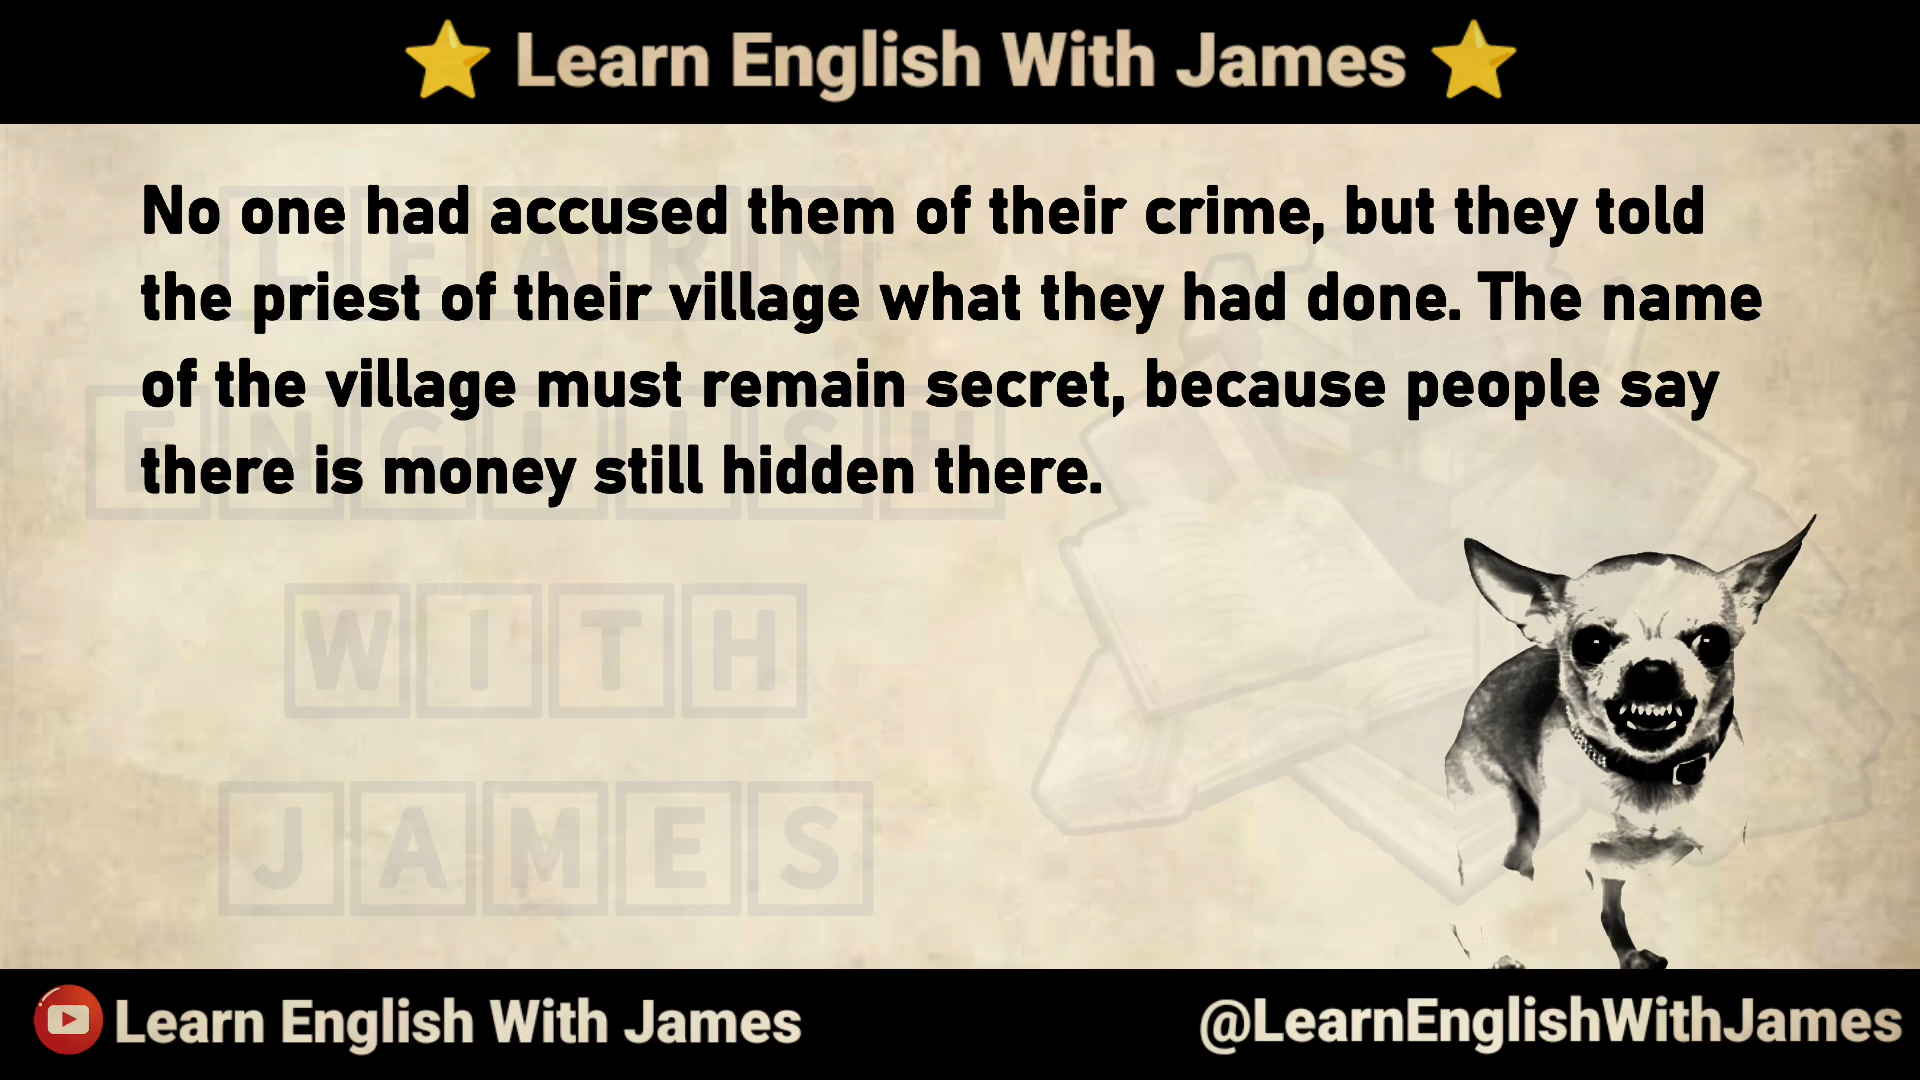 Learn English With James
No one had accused them of their crime, but they told
the priest of their village what they had done. The name
of the village must remain secret, because people say
there is money still hidden there.
LEARN
ENGLISH
WITH
JAMES
Learn English With James
@LearnEnglishWithJames